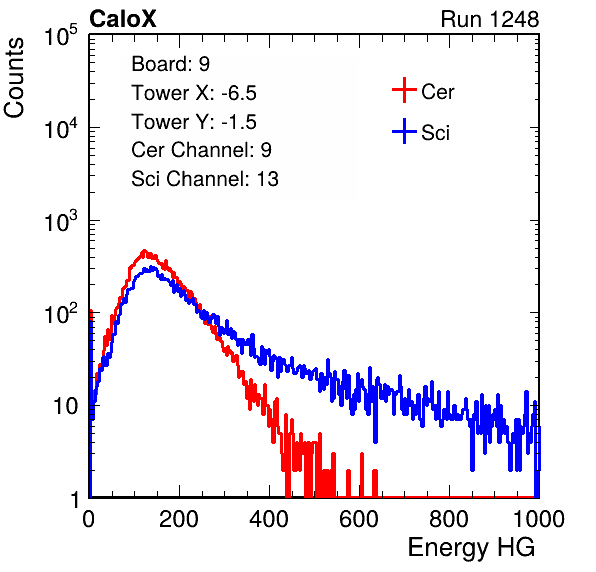 CaloX Run 1248
Counts
Board: 9
Tower X: -6.5
Tower Y: -1.5
Cer Channel: 9
Sci Channel: 13
Cer
Sci
10^5
10^4
10^3
10^2
10
1
0 200 400 600 800 1000
Energy HG